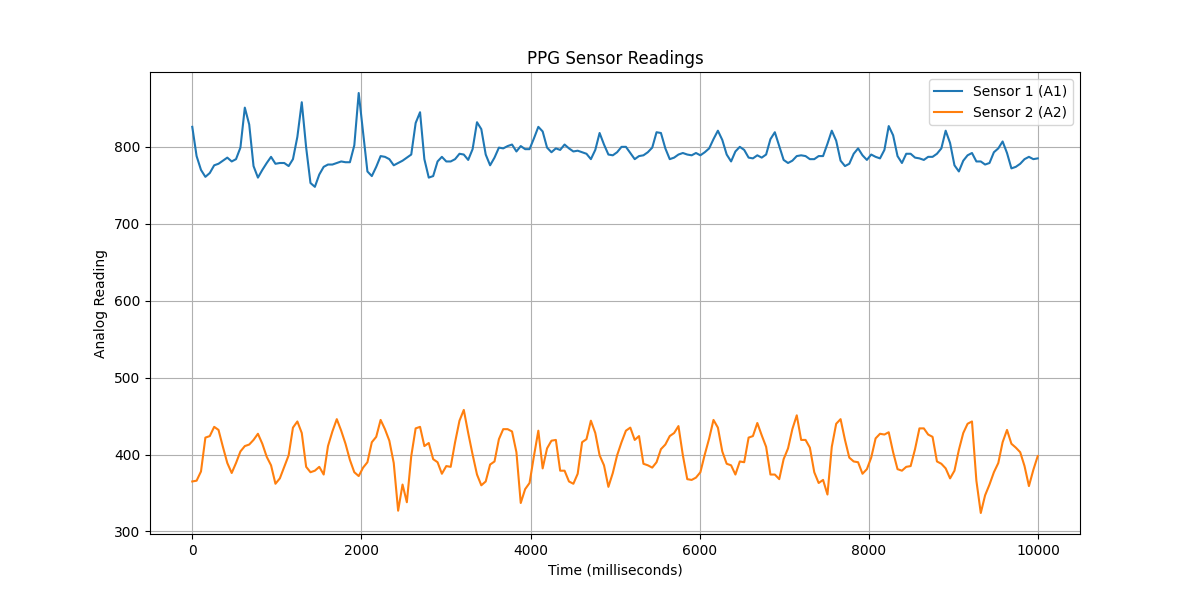 PPG Sensor Readings
Sensor 1 (A1)
Sensor 2 (A2)
Analog Reading
800
700
600
500
400
300
0 2000 4000 6000 8000 10000
Time (milliseconds)